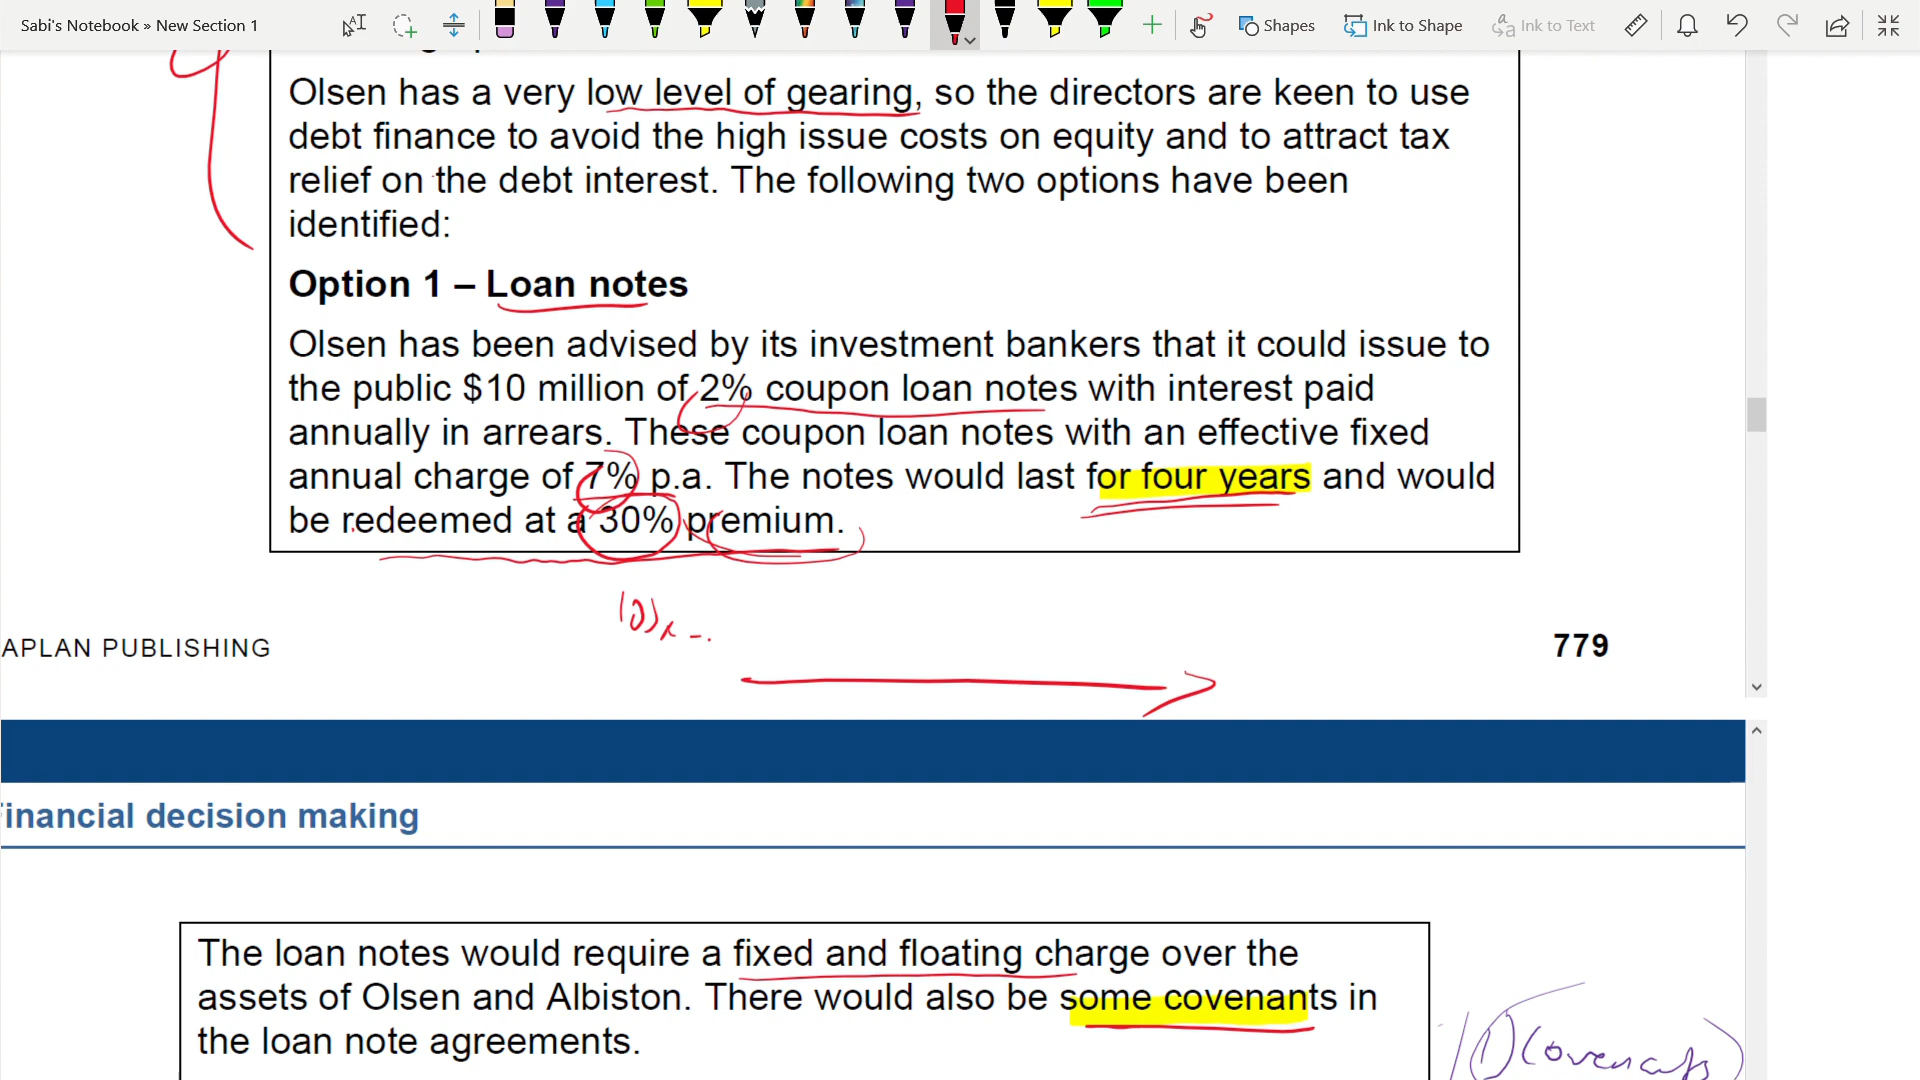 Sabi's Notebook » New Section 1
Shapes
Ink to Shape
Ink to Text
Olsen has a very low level of gearing, so the directors are keen to use
debt finance to avoid the high issue costs on equity and to attract tax
relief on the debt interest. The following two options have been
identified:
Option 1 – Loan notes
Olsen has been advised by its investment bankers that it could issue to
the public $10 million of 2% coupon loan notes with interest paid
annually in arrears. These coupon loan notes with an effective fixed
annual charge of 7% p.a. The notes would last for four years and would
be redeemed at a 30% premium.
APLAN PUBLISHING
779
inancial decision making
The loan notes would require a fixed and floating charge over the
assets of Olsen and Albiston. There would also be some covenants in
the loan note agreements.